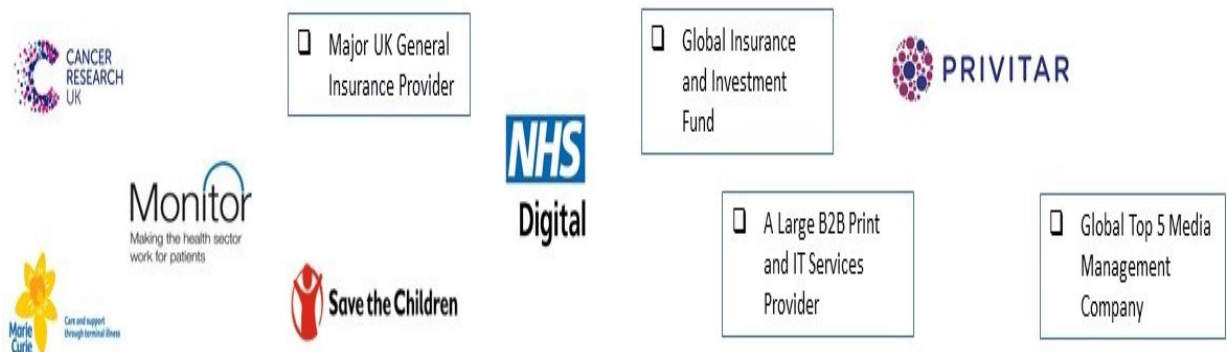 CANCER
RESEARCH
UK
Major UK General
Insurance Provider
Global Insurance
and Investment
Fund
PRIVITAR
NHS
Digital
Monitor
Making the health sector
work for patients
A Large B2B Print
and IT Services
Provider
Global Top 5 Media
Management
Company
Marie
Curie
Care and support
through terminal illness
Save the Children